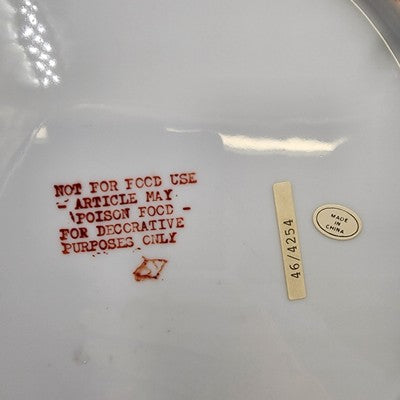 NOT FOR FOOD USE
- ARTICLE MAY
POISON FOOD -
FOR DECORATIVE
PURPOSES ONLY
46/4254
MADE
IN
CHINA